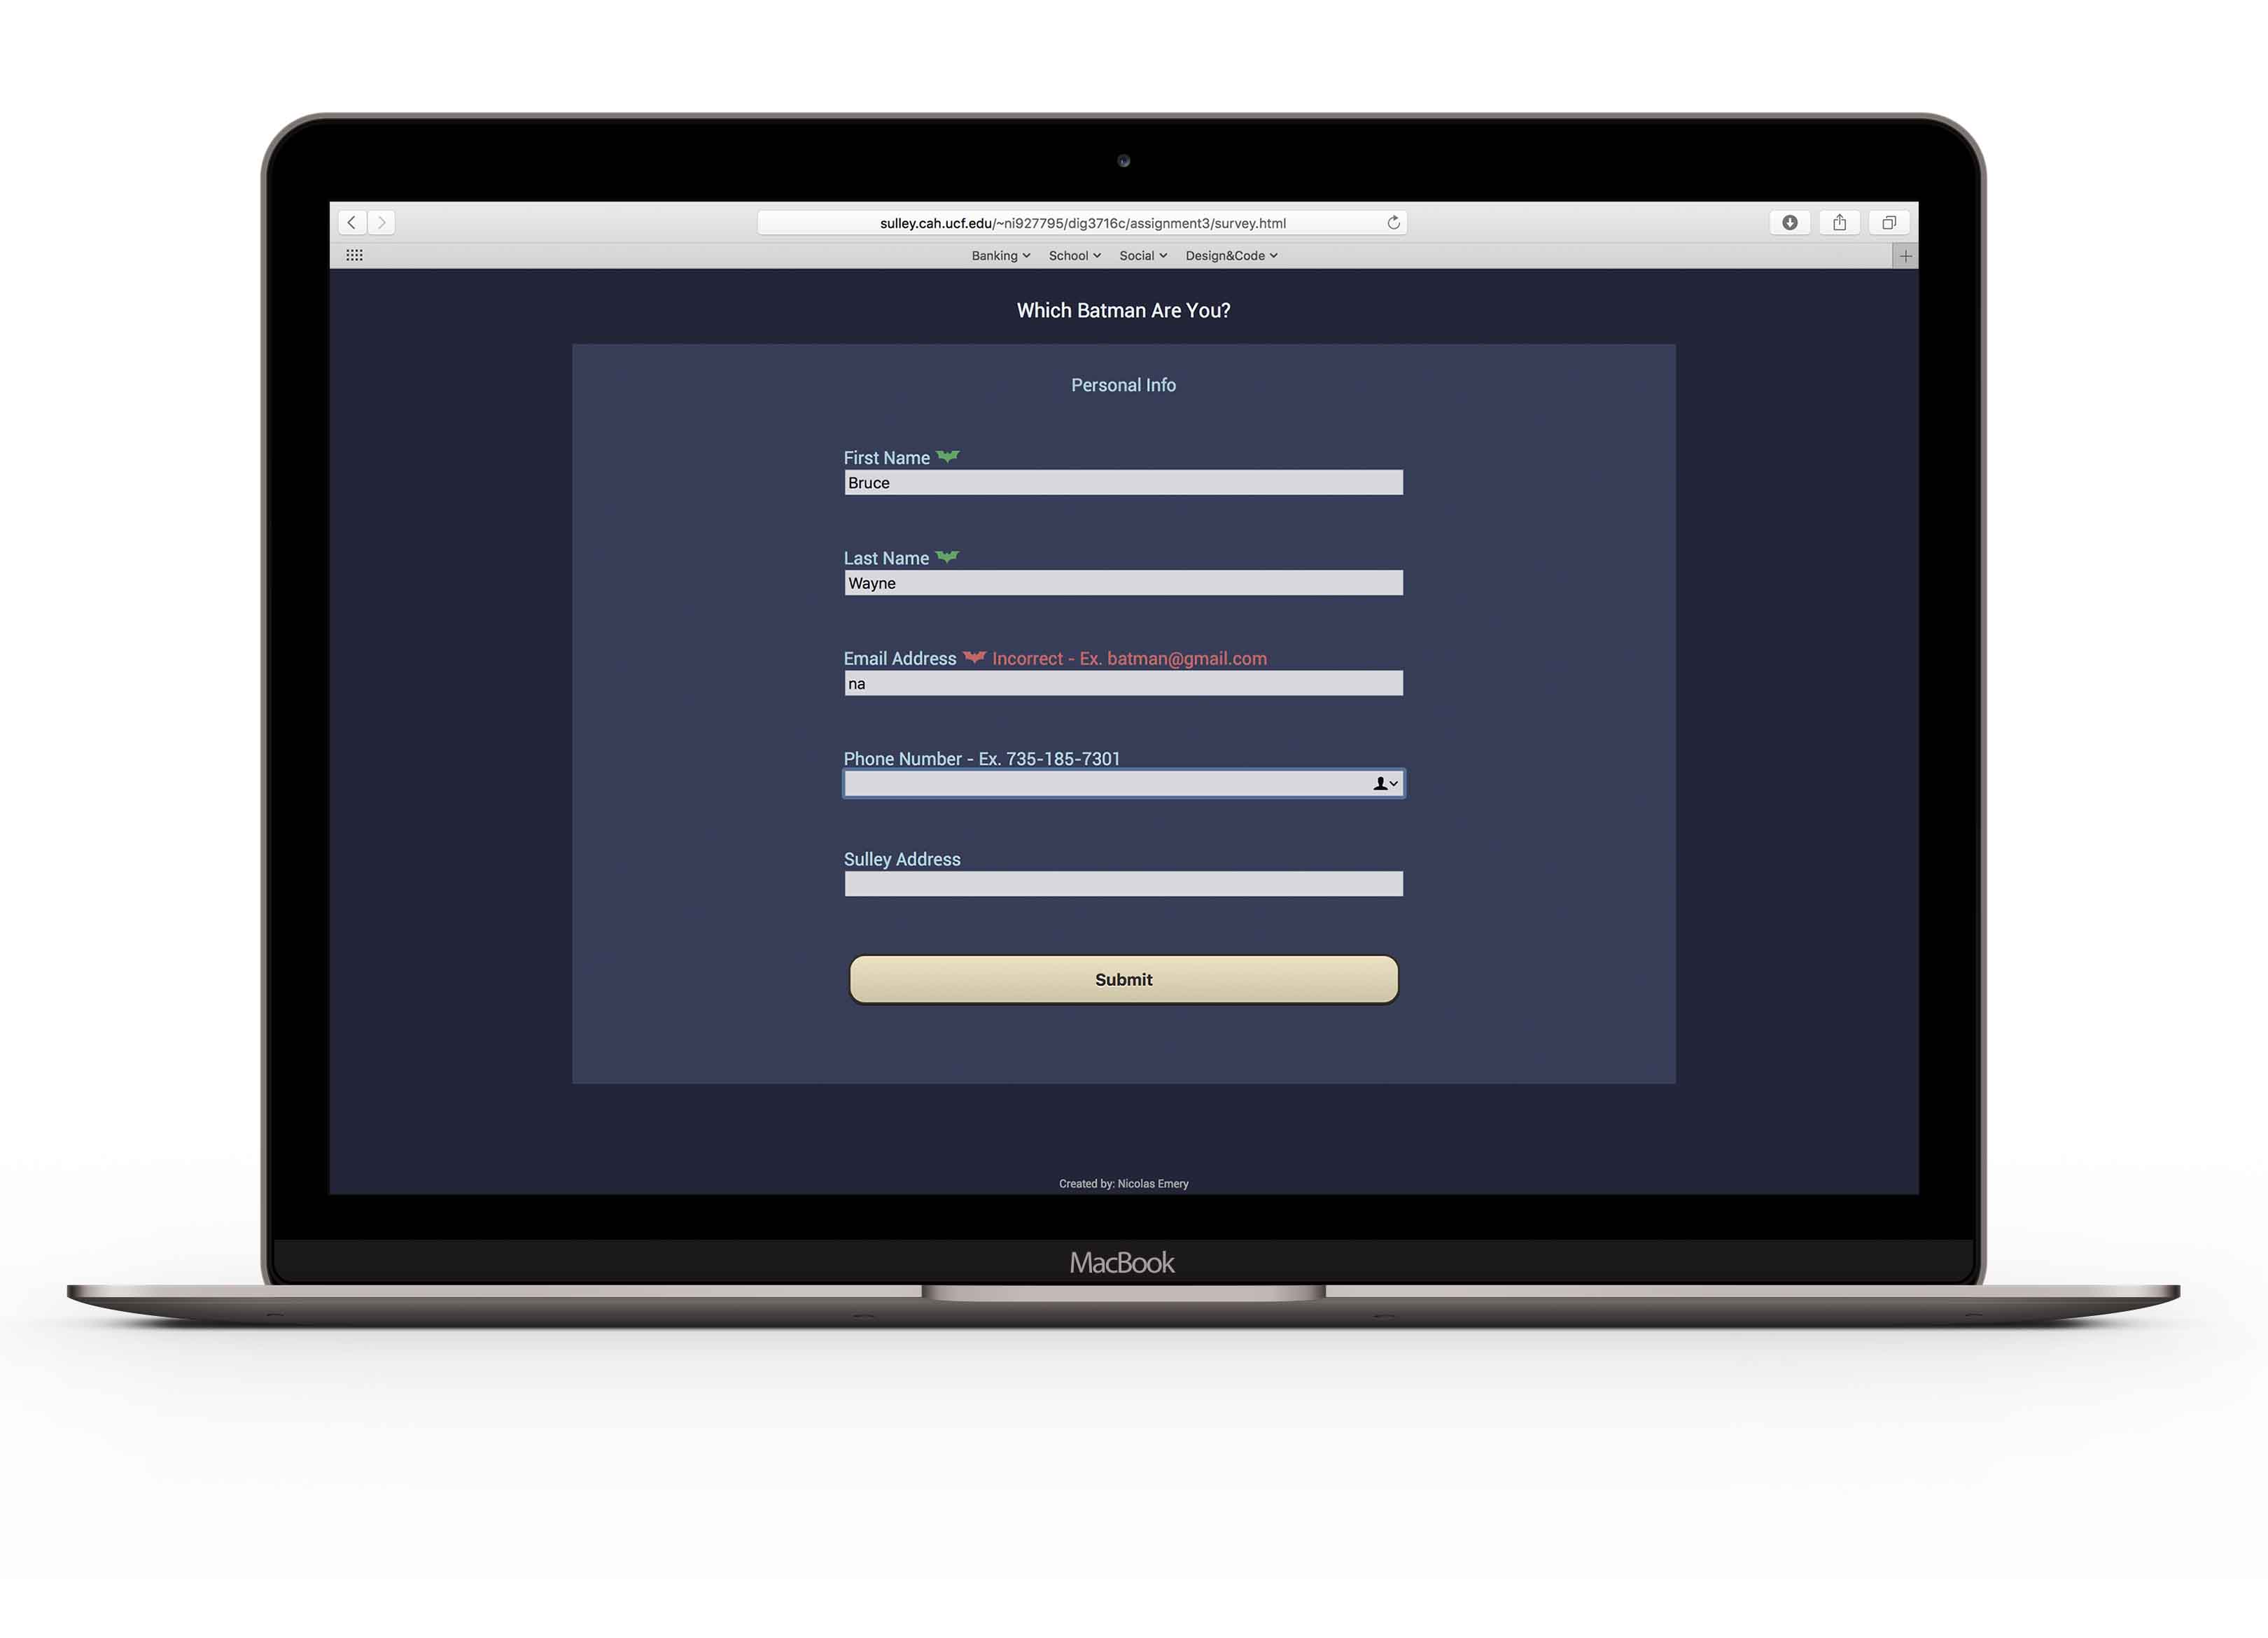 sulley.cah.ucf.edu/~ni927795/dig3716c/assignment3/survey.html
Banking School Social Design&Code
Which Batman Are You?
Personal Info
First Name
Bruce
Last Name
Wayne
Email Address Incorrect - Ex. batman@gmail.com
na
Phone Number - Ex. 735-185-7301
Sulley Address
Submit
Created by: Nicolas Emery
MacBook